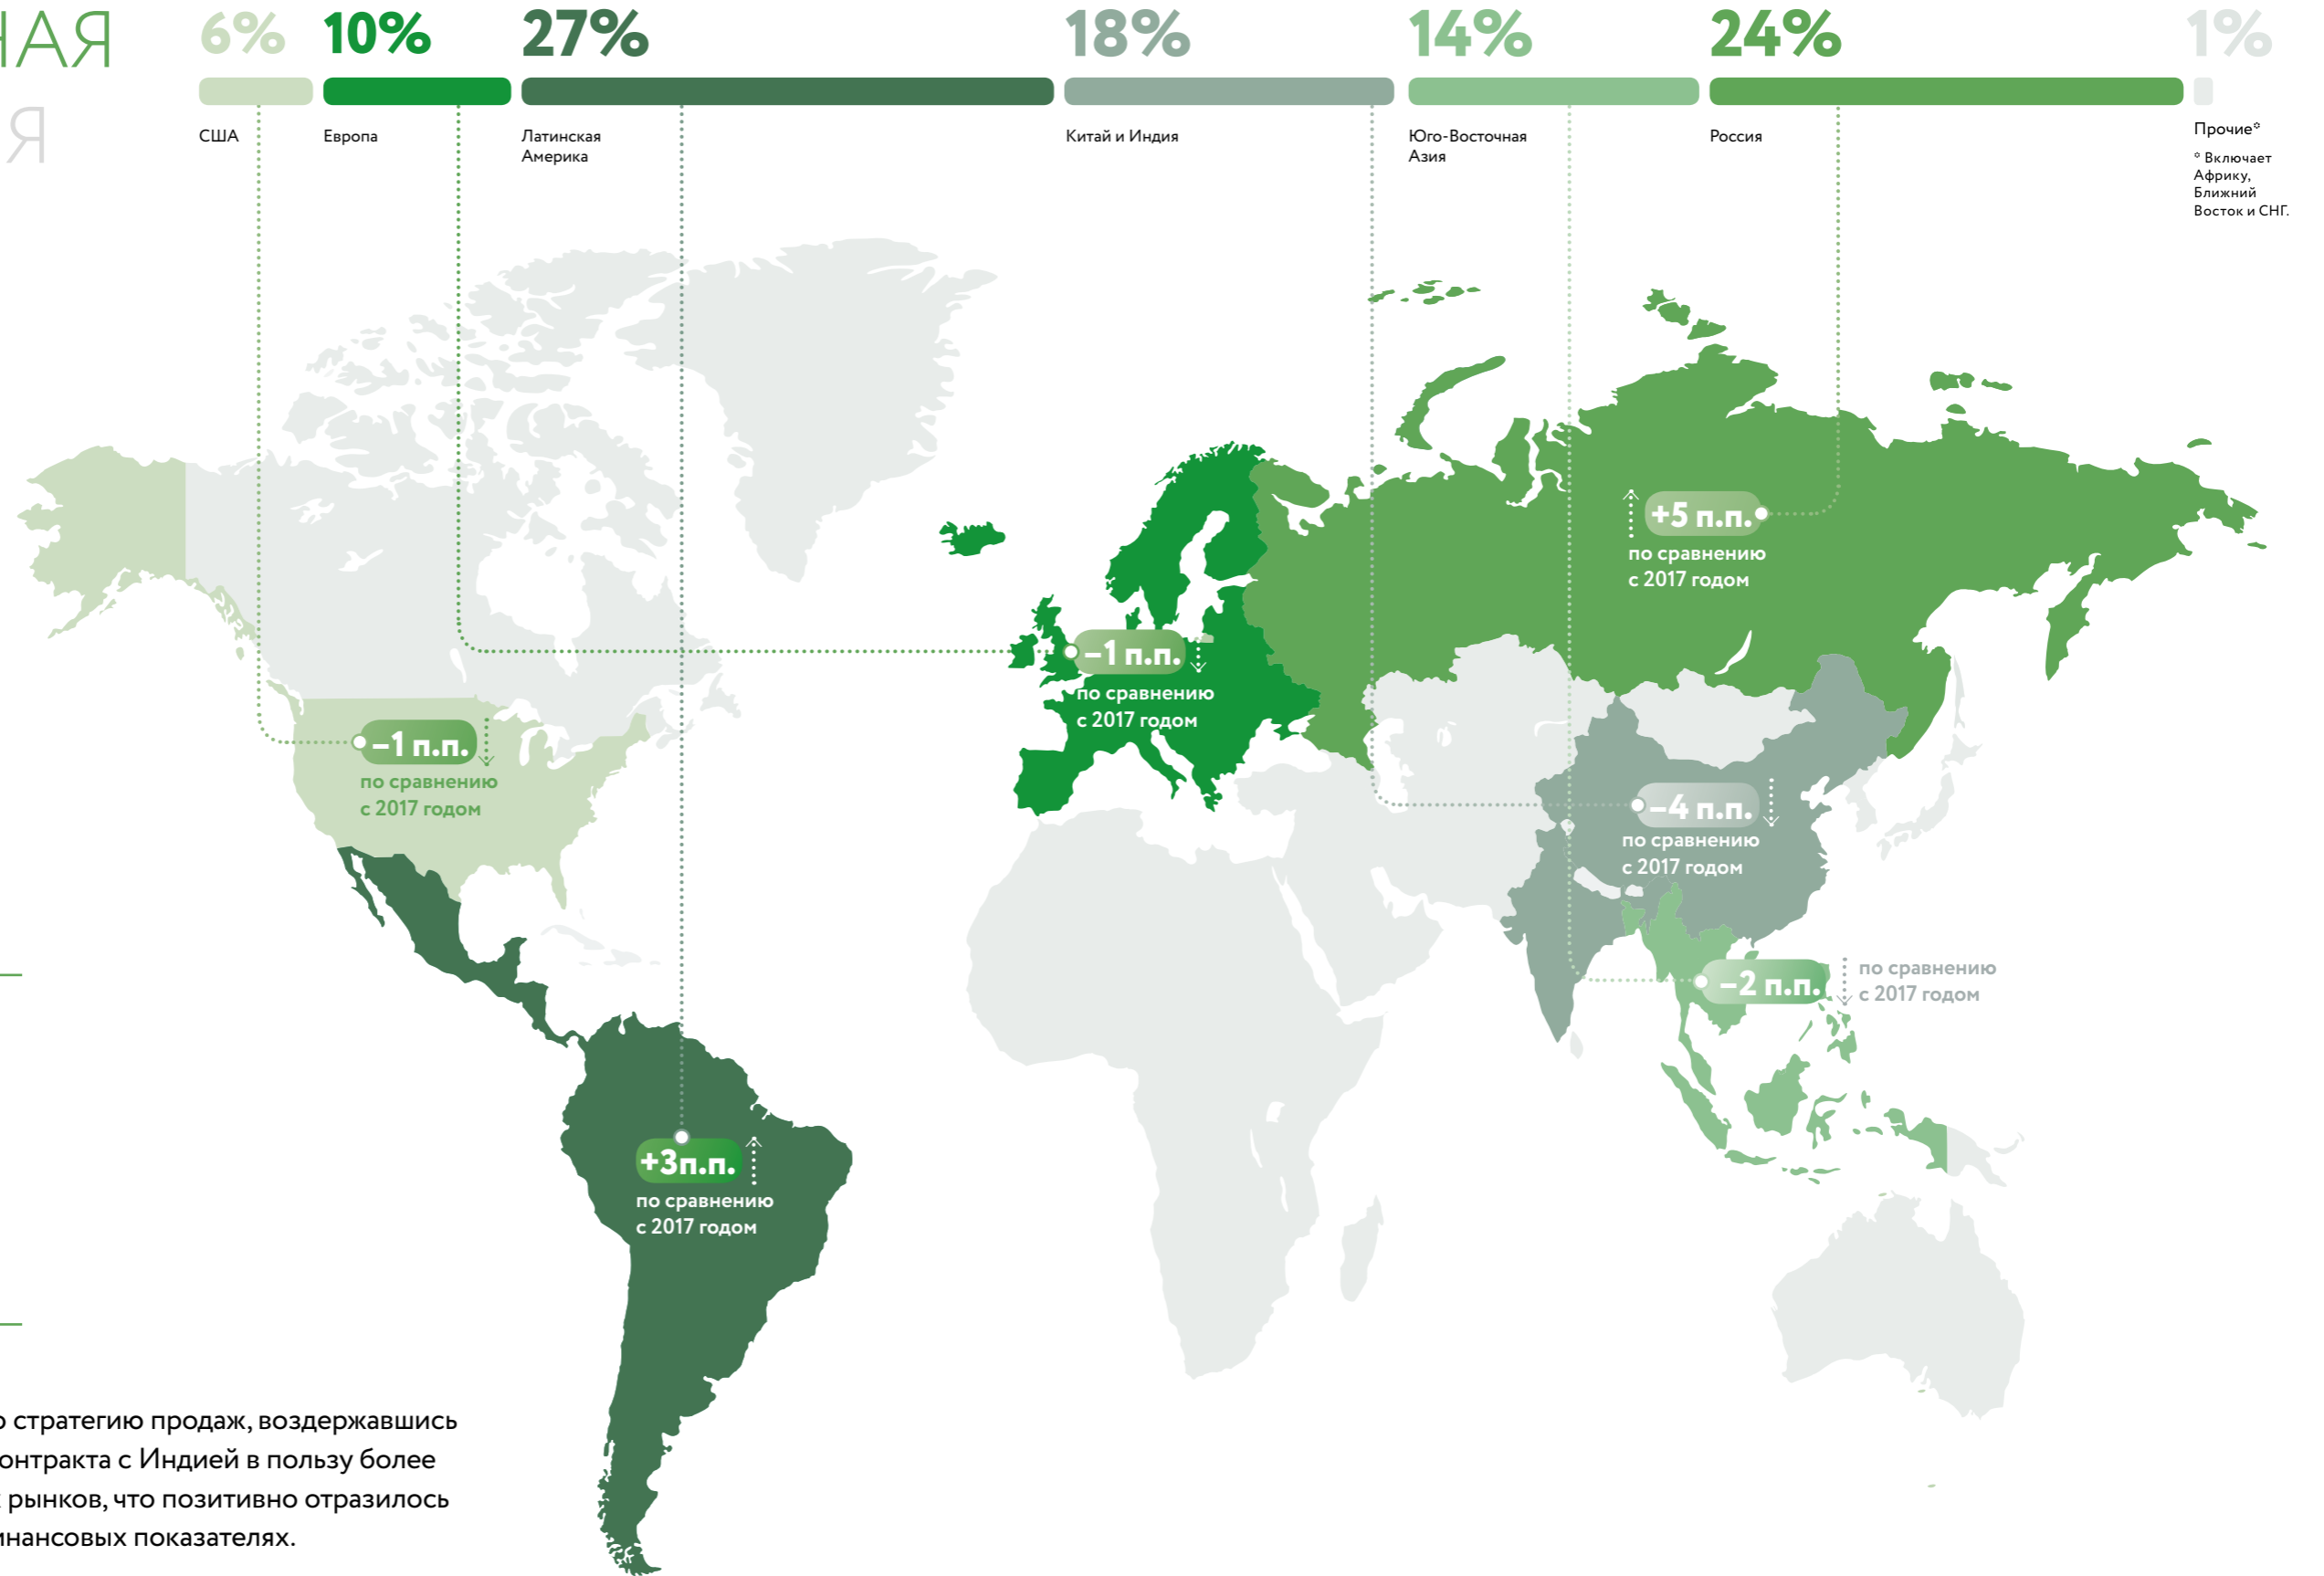 НАЯ
Я
6%
10%
27%
18%
14%
24%
1%
США
Европа
Латинская
Америка
Китай и Индия
Юго-Восточная
Азия
Россия
Прочие*
* Включает
Африку,
Ближний
Восток и СНГ.
+5 п.п.
по сравнению
с 2017 годом
–1 п.п.
по сравнению
с 2017 годом
–1 п.п.
по сравнению
с 2017 годом
–4 п.п.
по сравнению
с 2017 годом
–2 п.п.
по сравнению
с 2017 годом
+3п.п.
по сравнению
с 2017 годом
стратегию продаж, воздержавшись
онтракта с Индией в пользу более
рынков, что позитивно отразилось
инансовых показателях.